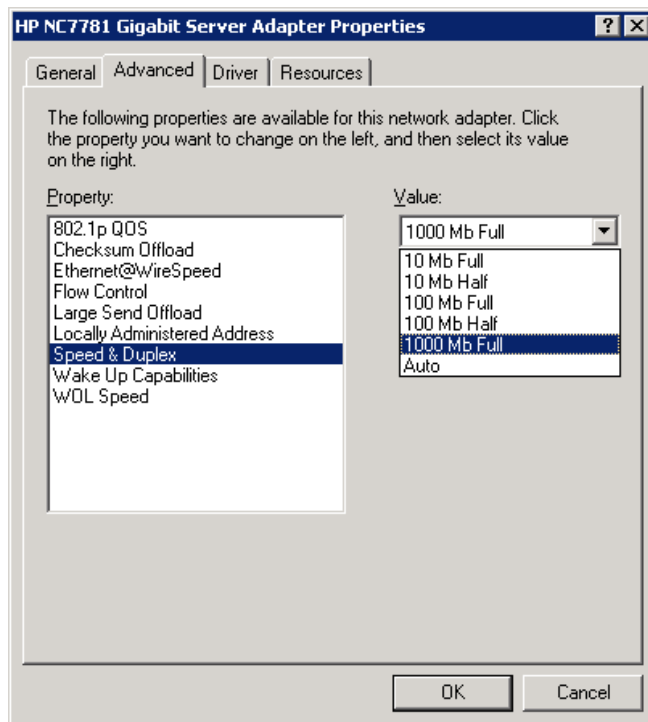 HP NC7781 Gigabit Server Adapter Properties
General Advanced Driver Resources
The following properties are available for this network adapter. Click
the property you want to change on the left, and then select its value
on the right.
Property:
802.1p QOS
Checksum Offload
Ethernet@WireSpeed
Flow Control
Large Send Offload
Locally Administered Address
Speed & Duplex
Wake Up Capabilities
WOL Speed
Value:
1000 Mb Full
10 Mb Full
10 Mb Half
100 Mb Full
100 Mb Half
1000 Mb Full
Auto
OK Cancel